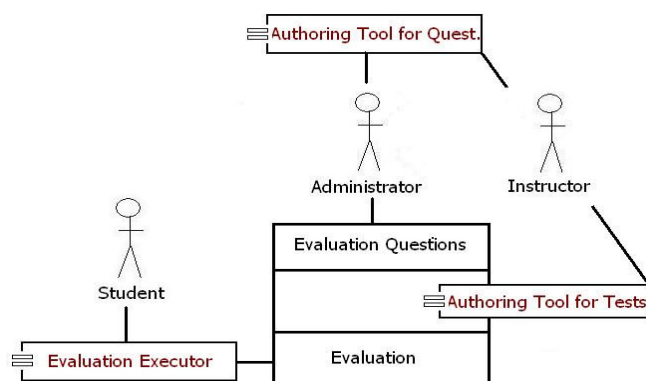 Authoring Tool for Quest.
Administrator
Instructor
Evaluation Questions
Student
Authoring Tool for Tests
Evaluation Executor
Evaluation